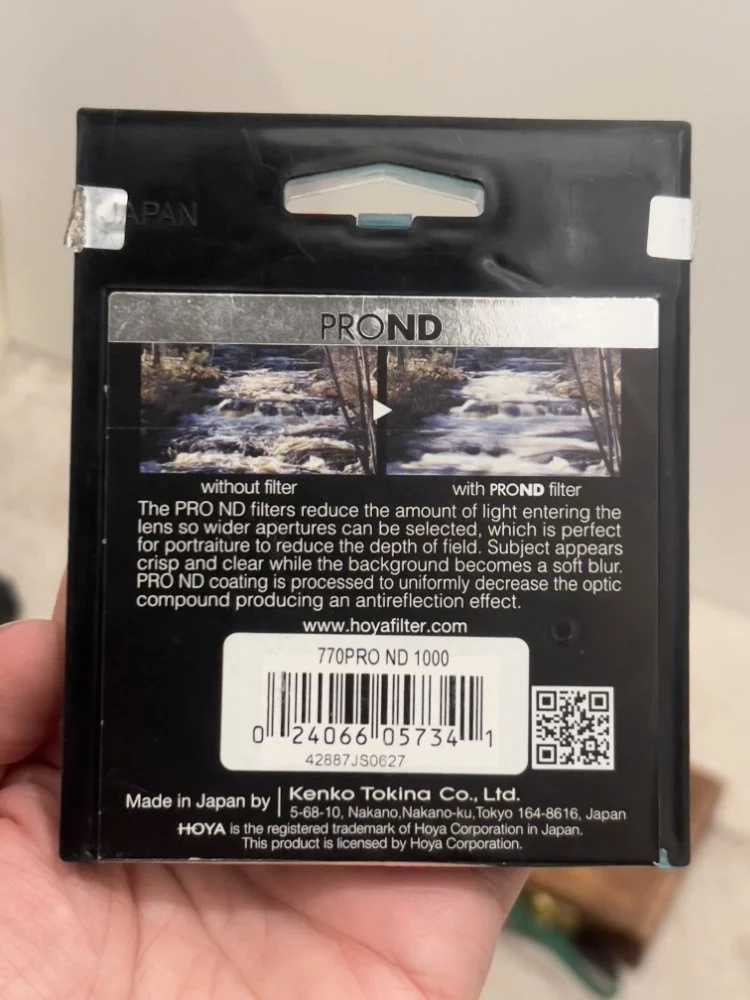 JAPAN
PROND
without filter
with PROND filter
The PRO ND filters reduce the amount of light entering the
lens so wider apertures can be selected, which is perfect
for portraiture to reduce the depth of field. Subject appears
crisp and clear while the background becomes a soft blur.
PRO ND coating is processed to uniformly decrease the optic
compound producing an antireflection effect.
www.hoyafilter.com
770PRO ND 1000
0 24066 05734 1
42887JS0627
Made in Japan by | Kenko Tokina Co., Ltd.
5-68-10, Nakano,Nakano-ku,Tokyo 164-8616, Japan
HOYA is the registered trademark of Hoya Corporation in Japan.
This product is licensed by Hoya Corporation.